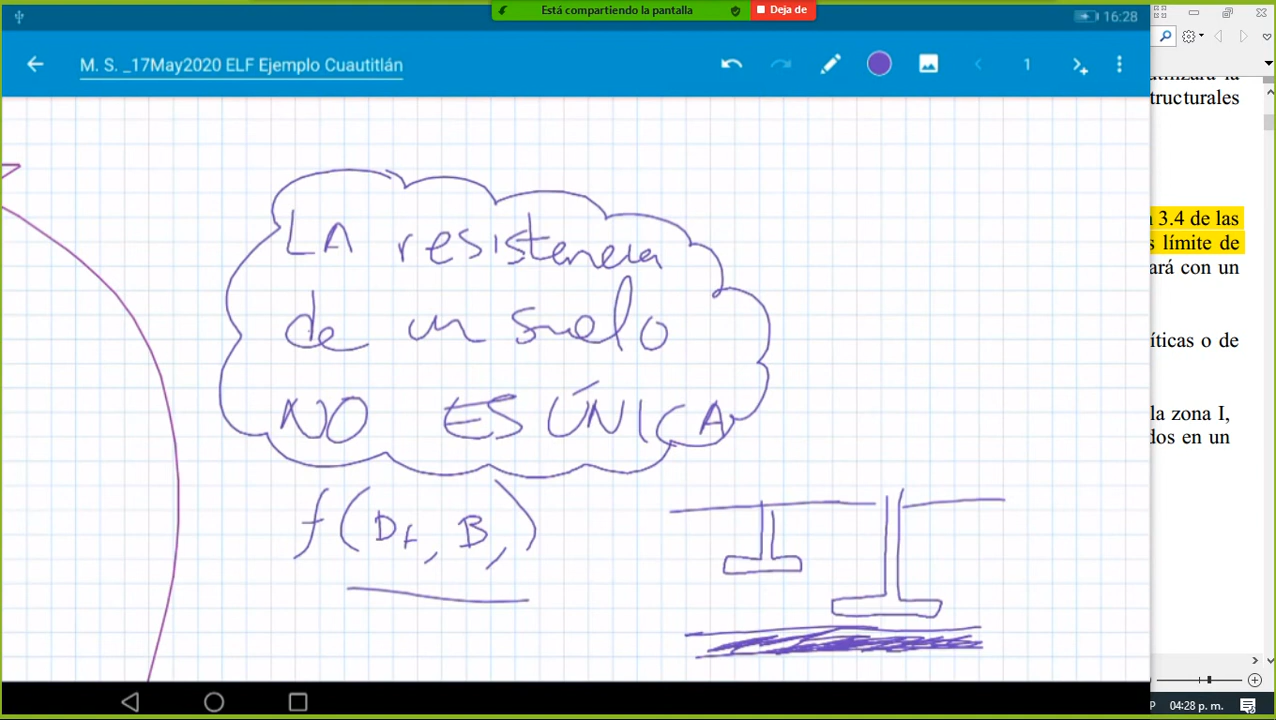 Está compartiendo la pantalla
Deja de
16:28
M. S. _17May2020 ELF Ejemplo Cuautitlán
1
LA resistencia
de un suelo
NO ES ÚNICA
f(Df, B,)
utilizará la
tructurales
n 3.4 de las
s límite de
ará con un
íticas o de
la zona I,
dos en un
P 04:28 p. m.